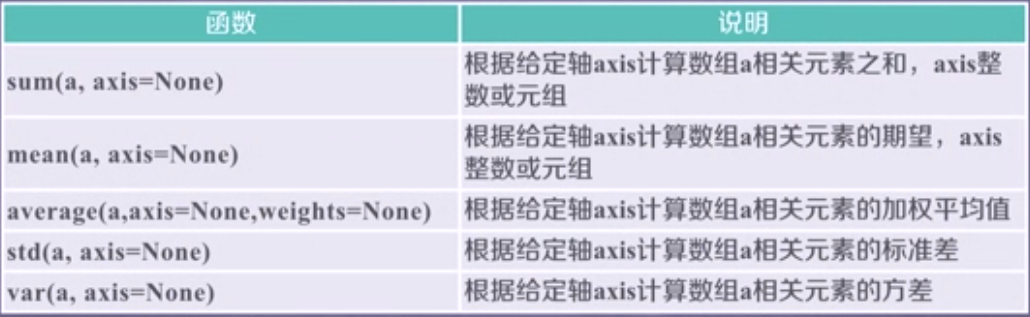 函数
说明
sum(a, axis=None)
根据给定轴axis计算数组a相关元素之和，axis整
数或元组
mean(a, axis=None)
根据给定轴axis计算数组a相关元素的期望，axis
整数或元组
average(a,axis=None,weights=None)
根据给定轴axis计算数组a相关元素的加权平均值
std(a, axis=None)
根据给定轴axis计算数组a相关元素的标准差
var(a, axis=None)
根据给定轴axis计算数组a相关元素的方差